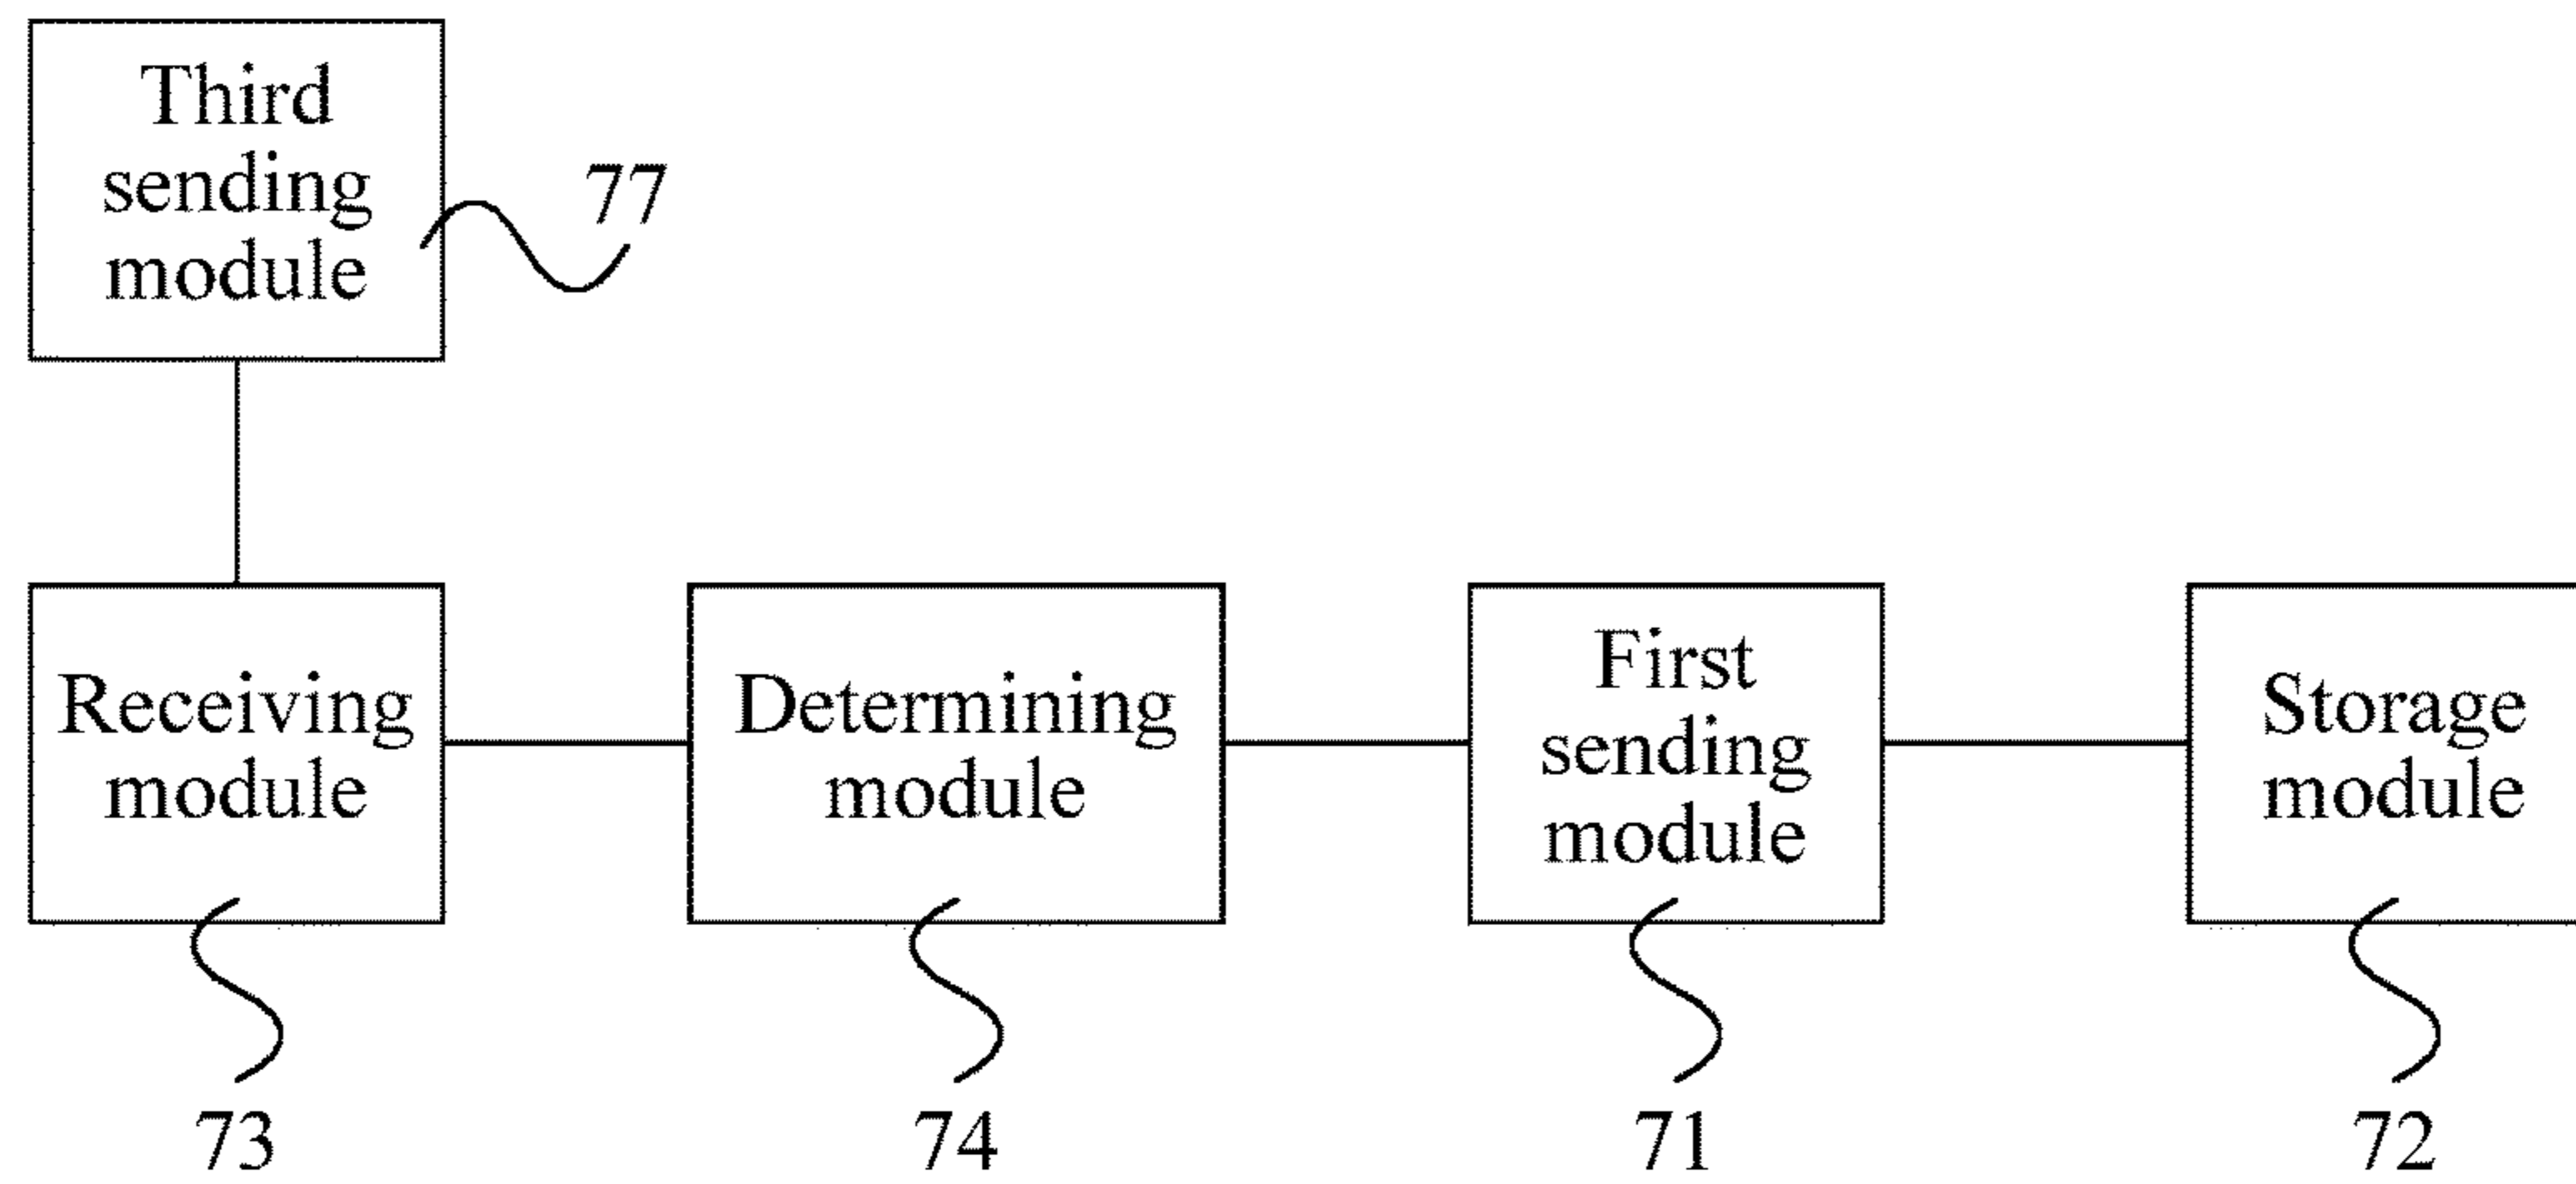 Third
sending
module
77
Receiving
module
Determining
module
First
sending
module
Storage
module
73
74
71
72